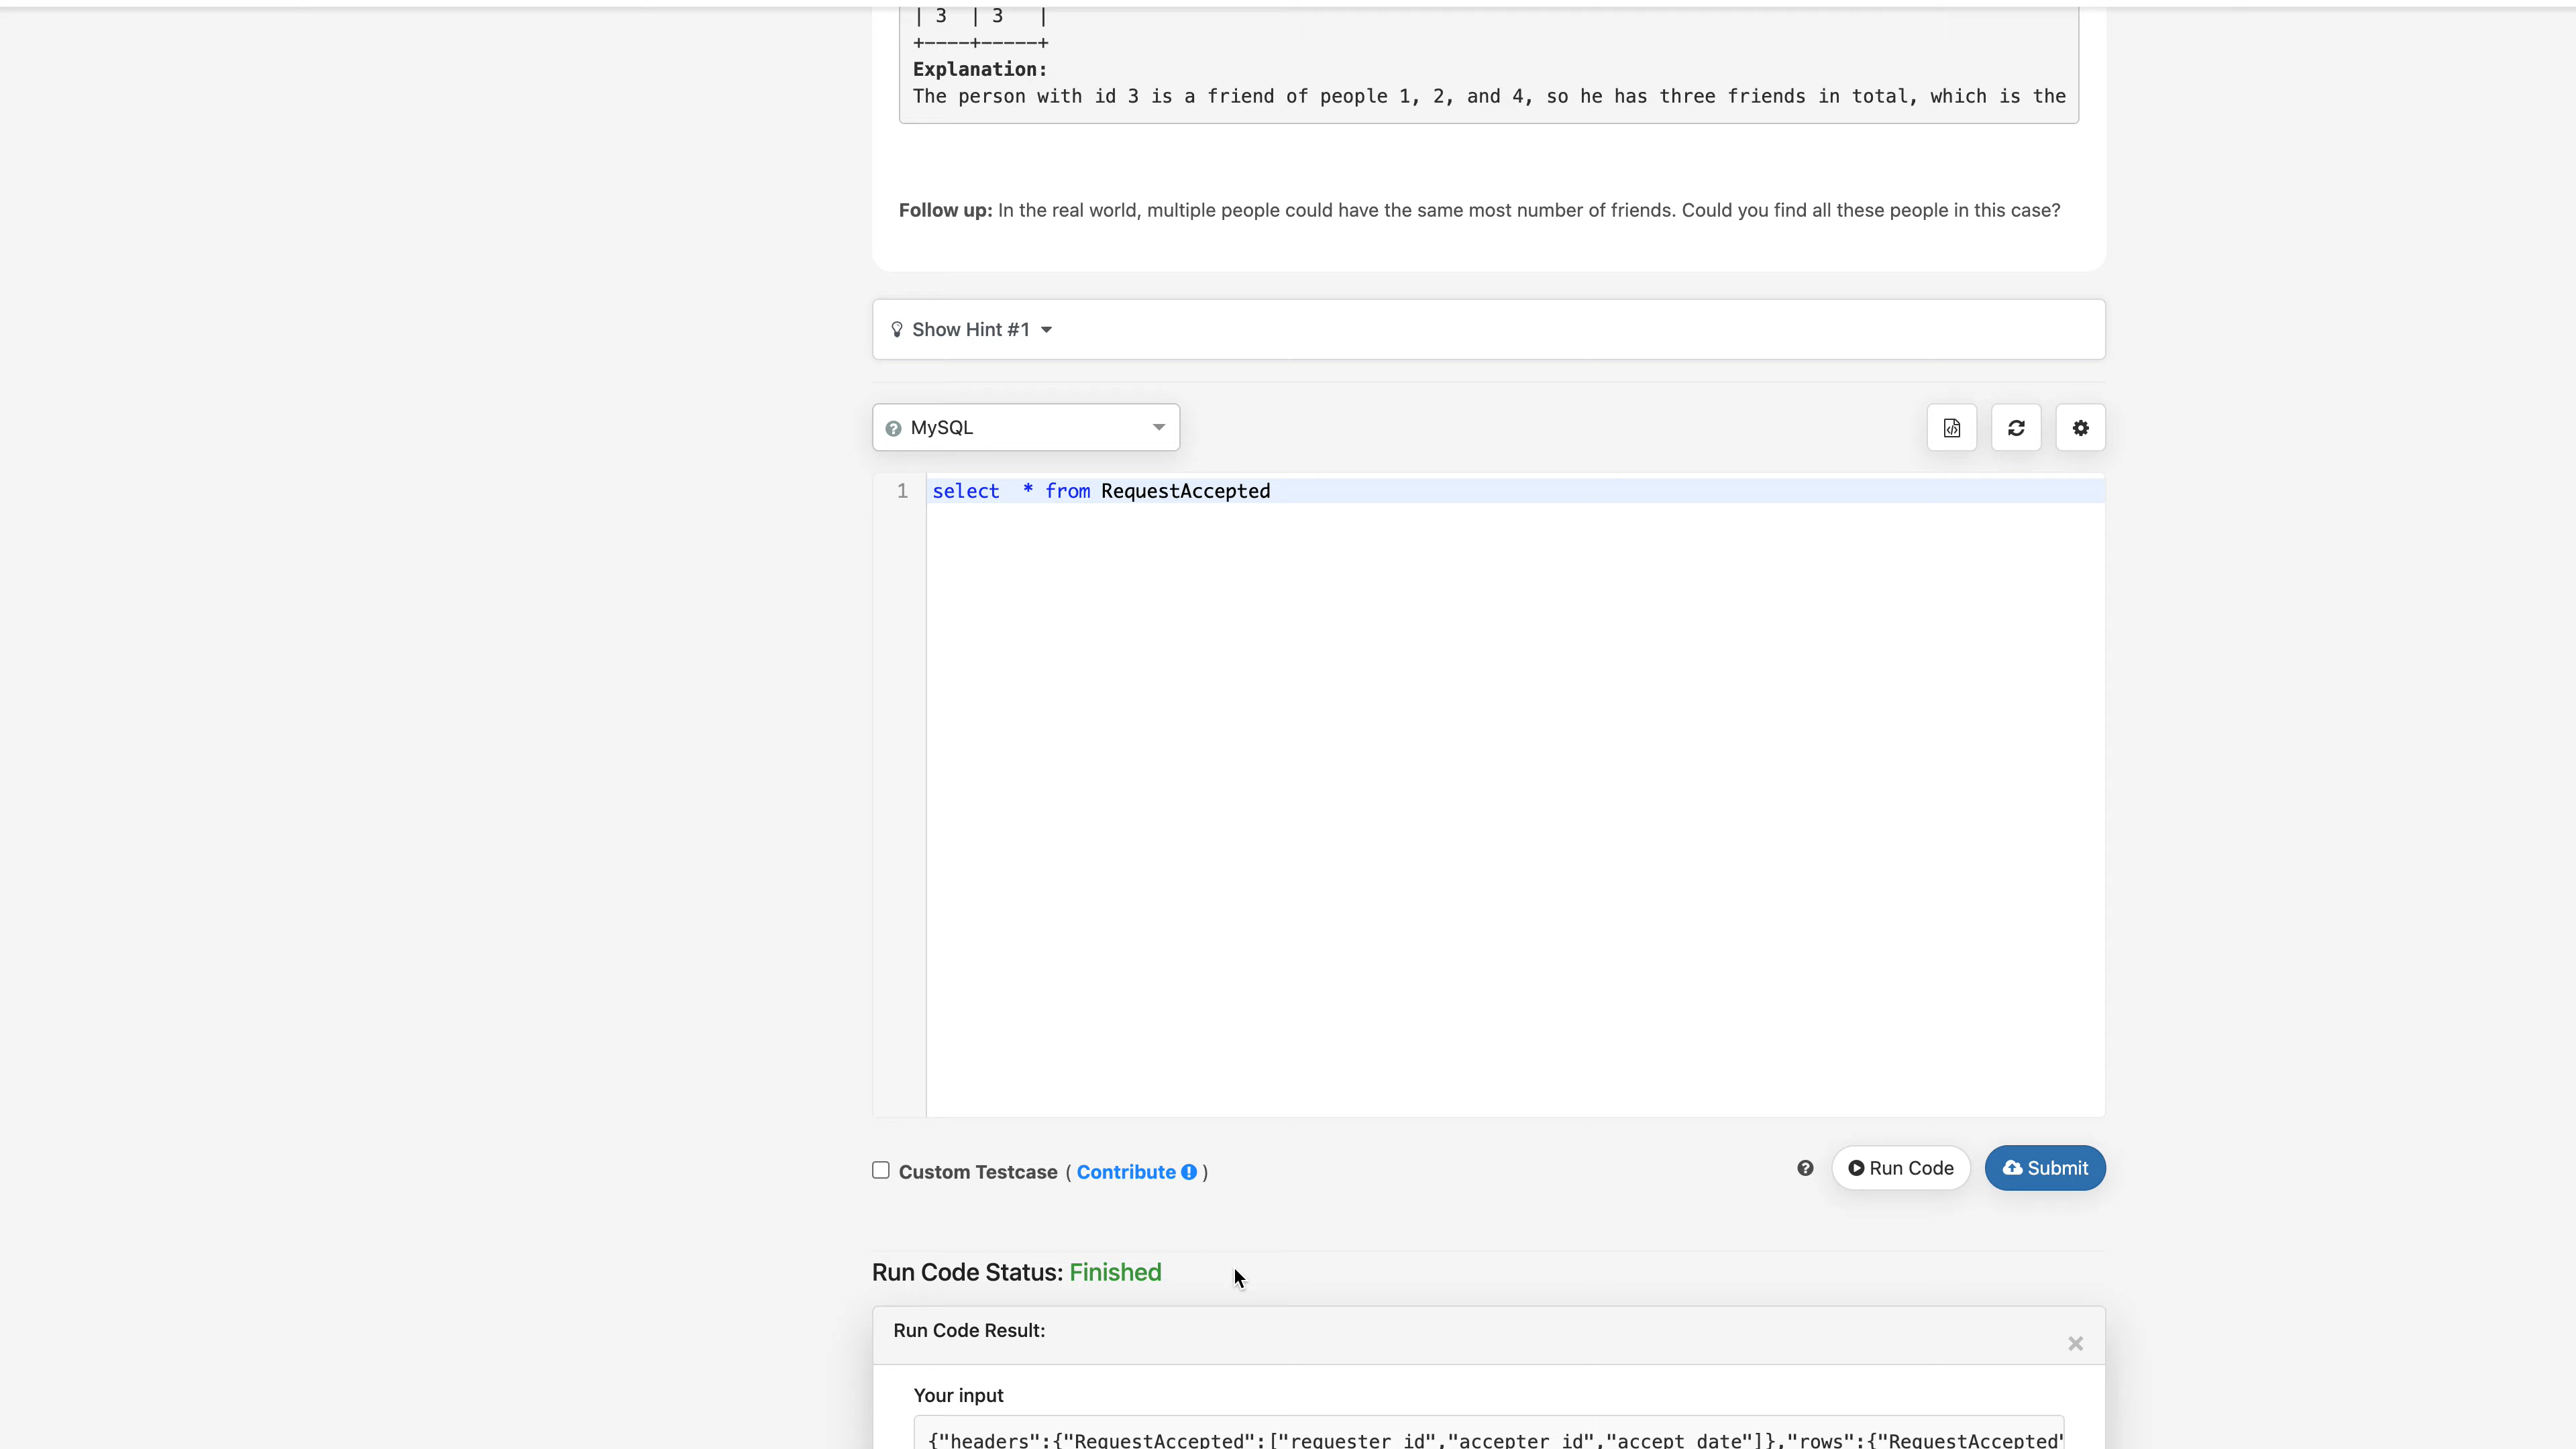 | 3  | 3   |
+----+-----+
Explanation:
The person with id 3 is a friend of people 1, 2, and 4, so he has three friends in total, which is the
Follow up: In the real world, multiple people could have the same most number of friends. Could you find all these people in this case?
Show Hint #1
MySQL
1 select  * from RequestAccepted
Custom Testcase ( Contribute )
Run Code
Submit
Run Code Status: Finished
Run Code Result:
Your input
{"headers":{"RequestAccepted":["requester_id","accepter_id","accept_date"]},"rows":{"RequestAccepted"